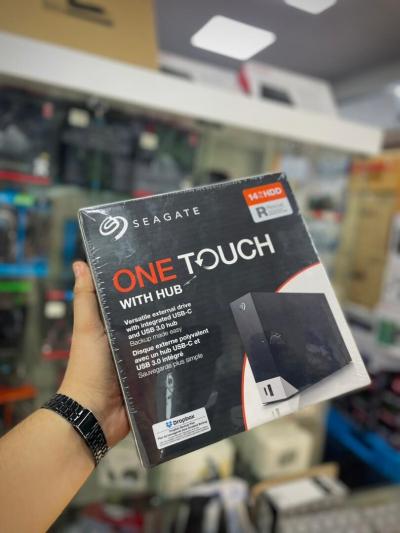 SEAGATE
14TB HDD
R
ONE TOUCH
WITH HUB
Versatile external drive
with integrated USB-C
and USB 3.0 hub
Backup made easy
Disque externe polyvalent
avec un hub USB-C et
USB 3.0 intégré
Sauvegarde plus simple
Dropbox